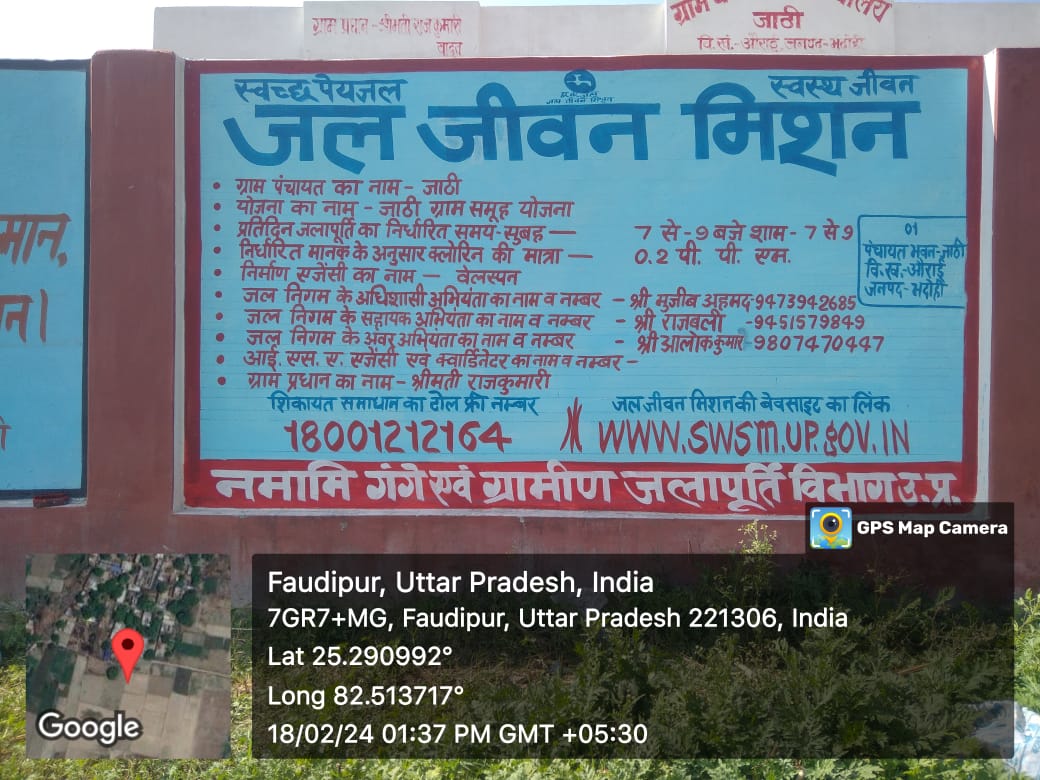 ग्राम प्रधान - श्रीमती राजकुमारी
यादव
जाठी
वि.खं.- औराई, जनपद- भदोही
स्वच्छ पेयजल
स्वस्थ जीवन
जल जीवन मिशन
• ग्राम पंचायत का नाम - जाठी
• योजना का नाम - जाठी ग्राम समूह योजना
• प्रतिदिन जलापूर्ति का निर्धारित समय - सुबह — 7 से -9 बजे शाम - 7 से 9
• निर्धारित मानक के अनुसार क्लोरिन की मात्रा — 0.2 पी. पी. एम.
• निर्माण एजेंसी का नाम — वेलस्पन
• जल निगम के अधिशासी अभियंता का नाम व नम्बर - श्री मुजीब अहमद-9473942685
• जल निगम के सहायक अभियंता का नाम व नम्बर - श्री राजबली -9451579849
• जल निगम के अवर अभियंता का नाम व नम्बर - श्री आलोक कुमार-9807470447
• आई. एस. ए. एजेंसी एवं क्वार्डिनेटर का नाम व नम्बर -
• ग्राम प्रधान का नाम - श्रीमती राजकुमारी
01
पंचायत भवन-जाठी
वि.ख.-औराई
जनपद- भदोही
शिकायत समाधान का टोल फ्री नम्बर
18001212164
जल जीवन मिशन की बेवसाइट का लिंक
WWW.SWSM.UP.GOV.IN
नमामि गंगे एवं ग्रामीण जलापूर्ति विभाग उ.प्र.
मान,
न।
GPS Map Camera
Faudipur, Uttar Pradesh, India
7GR7+MG, Faudipur, Uttar Pradesh 221306, India
Lat 25.290992°
Long 82.513717°
18/02/24 01:37 PM GMT +05:30
Google